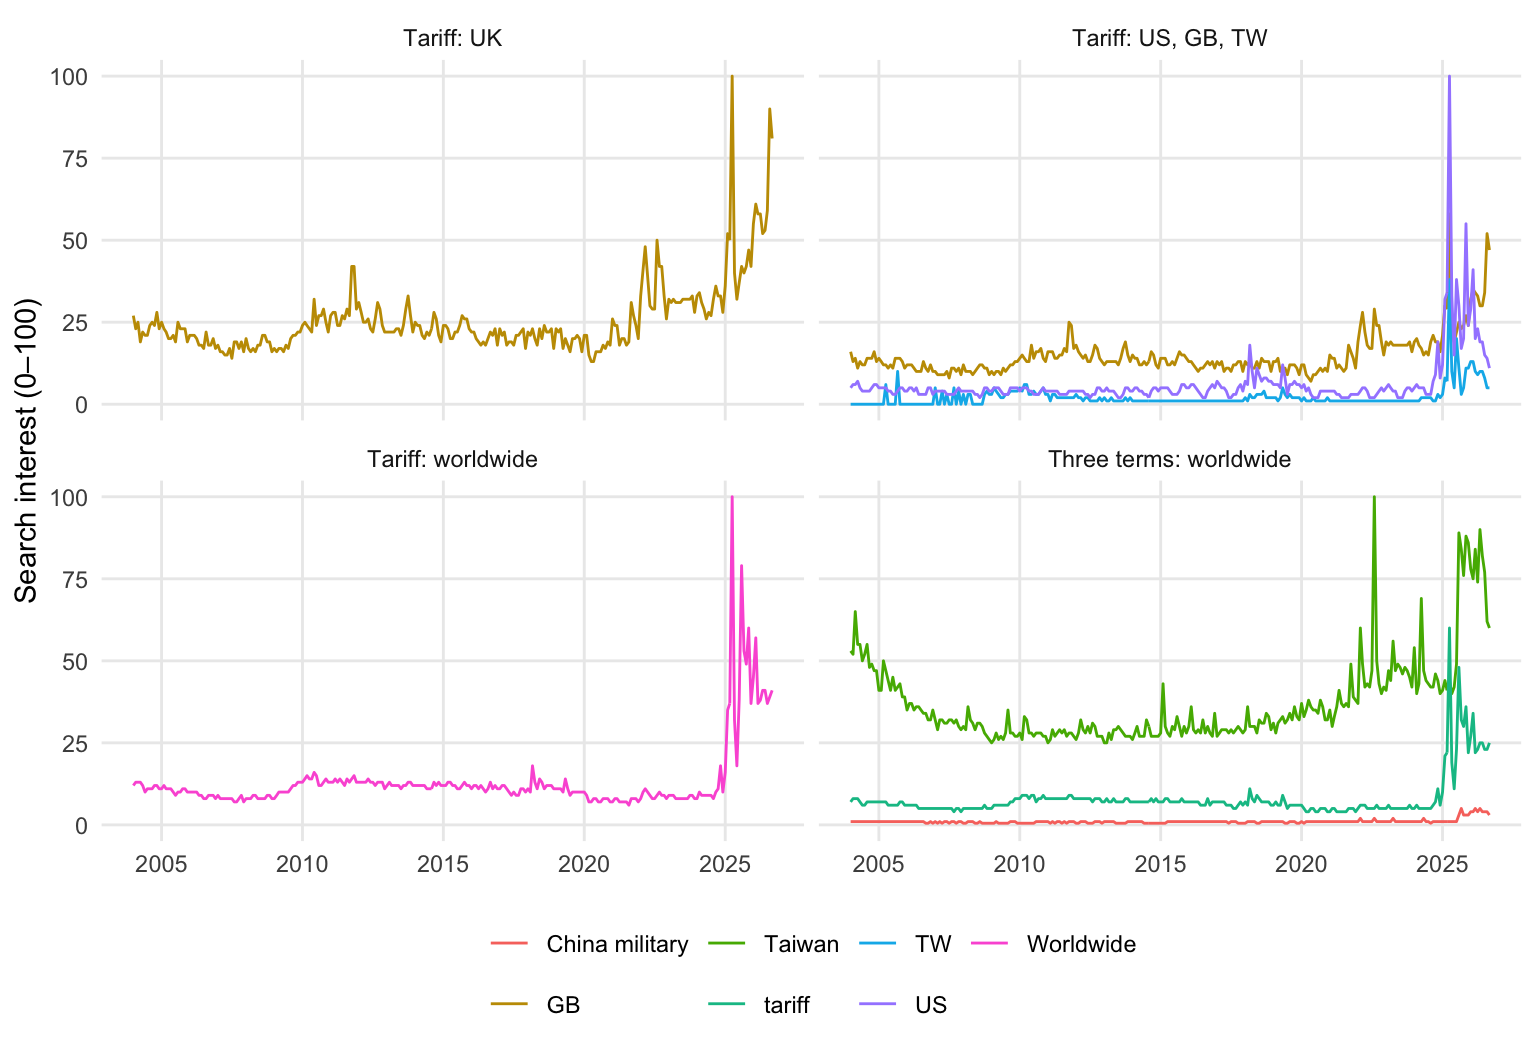 Tariff: UK
Tariff: US, GB, TW
100
75
50
25
0
Search interest (0–100)
Tariff: worldwide
Three terms: worldwide
100
75
50
25
0
2005 2010 2015 2020 2025
2005 2010 2015 2020 2025
China military Taiwan TW Worldwide
GB tariff US